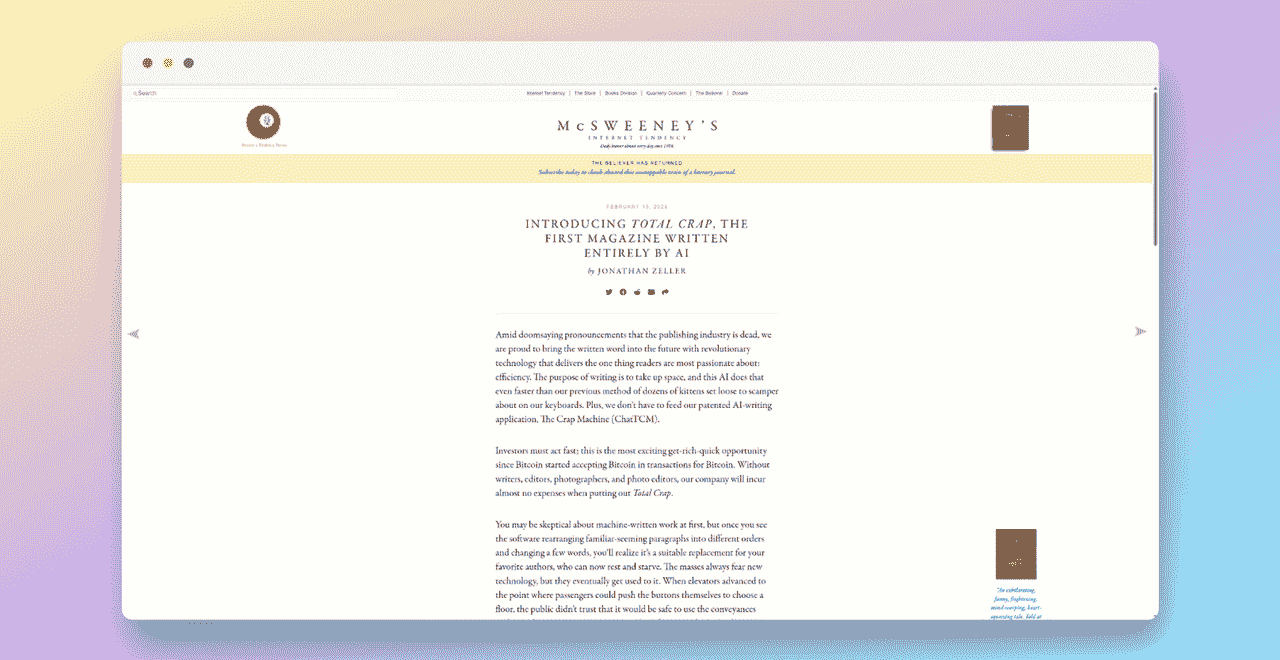 Search
Internet Tendency | The Store | Books Division | Quarterly Concern | The Believer | Donate
McSWEENEY'S
INTERNET TENDENCY
Daily humor almost every day since 1998.
THE BELIEVER HAS RETURNED
Subscribe today to climb aboard this unstoppable train of a literary journal.
INTRODUCING TOTAL CRAP, THE
FIRST MAGAZINE WRITTEN
ENTIRELY BY AI
by JONATHAN ZELLER
Amid doomsaying pronouncements that the publishing industry is dead, we
are proud to bring the written word into the future with revolutionary
technology that delivers the one thing readers are most passionate about:
efficiency. The purpose of writing is to take up space, and this AI does that
even faster than our previous method of dozens of kittens set loose to scamper
about on our keyboards. Plus, we don't have to feed our patented AI-writing
application, The Crap Machine (ChatTCM).
Investors must act fast; this is the most exciting get-rich-quick opportunity
since Bitcoin started accepting Bitcoin in transactions for Bitcoin. Without
writers, editors, photographers, and photo editors, our company will incur
almost no expenses when putting out Total Crap.
You may be skeptical about machine-written work at first, but once you see
the software rearranging familiar-seeming paragraphs into different orders
and changing a few words, you'll realize it's a suitable replacement for your
favorite authors, who can now rest and starve. The masses always fear new
technology, but they eventually get used to it. When elevators advanced to
the point where passengers could push the buttons themselves to choose a
floor, the public didn't trust that it would be safe to use the conveyances
"An exhilarating,
funny, frightening,
mind-warping, heart-
squeezing tale, told at